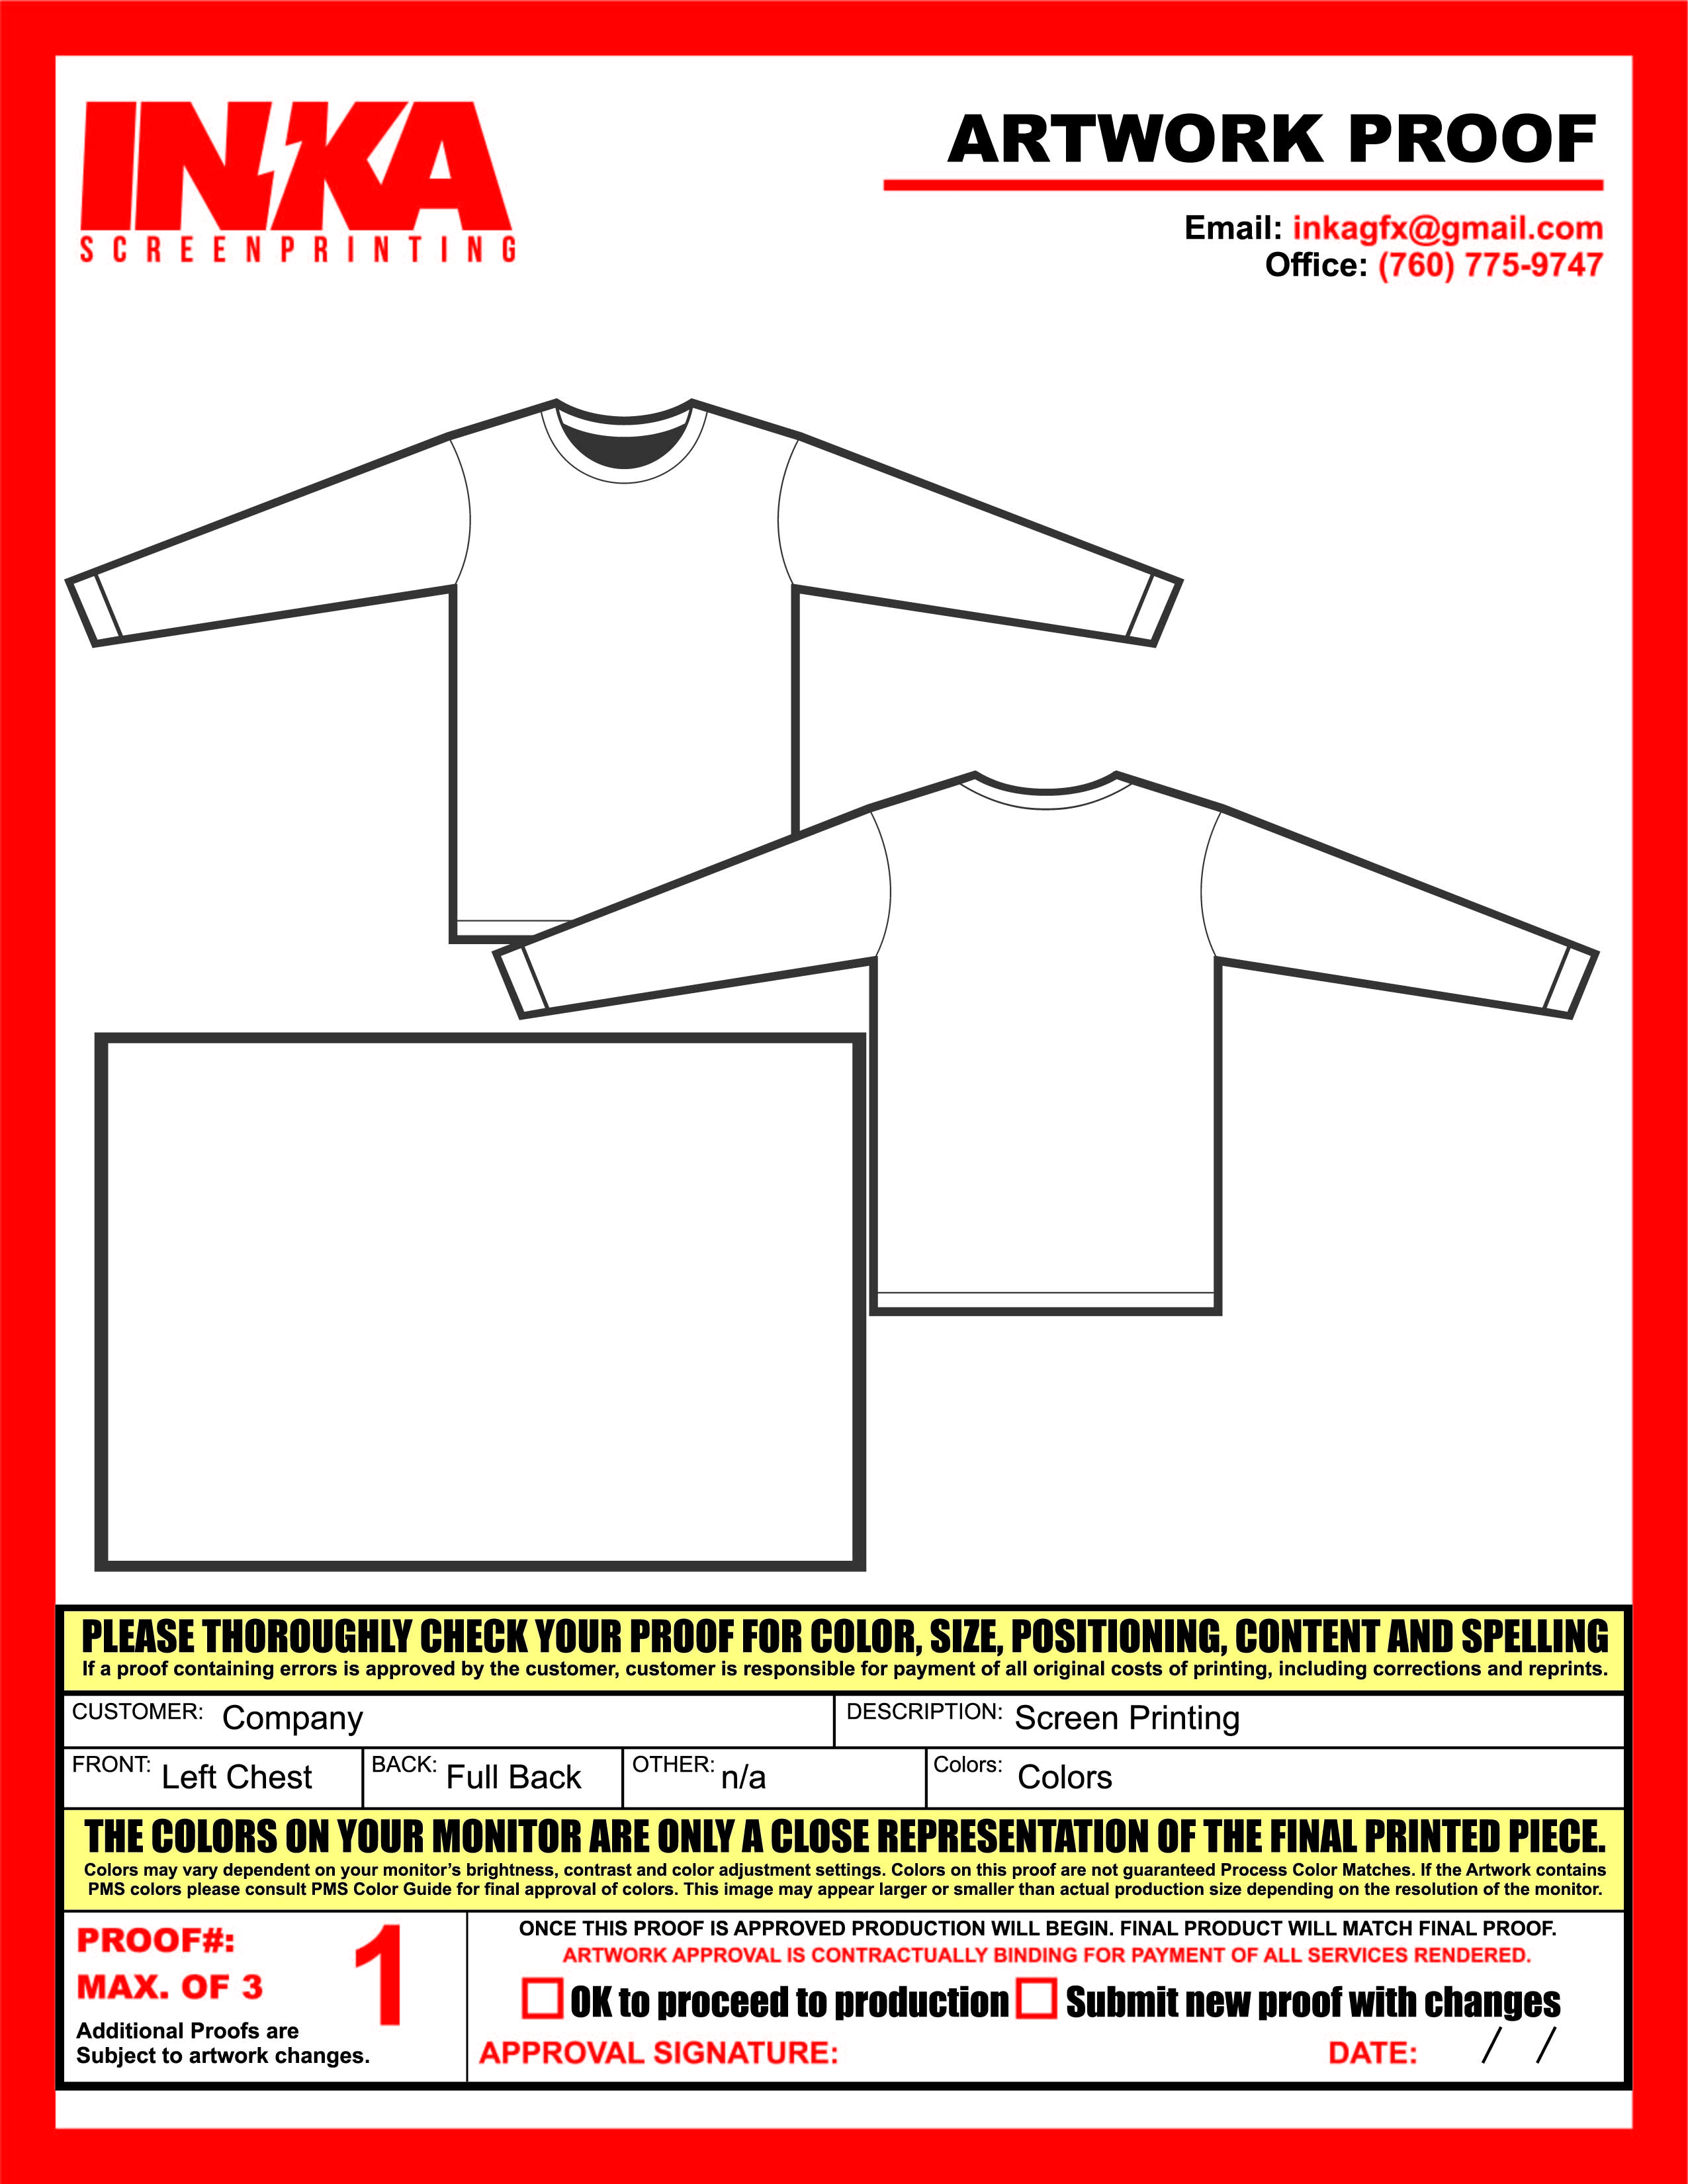 INKA
SCREENPRINTING
ARTWORK PROOF
Email: inkagfx@gmail.com
Office: (760) 775-9747
PLEASE THOROUGHLY CHECK YOUR PROOF FOR COLOR, SIZE, POSITIONING, CONTENT AND SPELLING
If a proof containing errors is approved by the customer, customer is responsible for payment of all original costs of printing, including corrections and reprints.
CUSTOMER: Company DESCRIPTION: Screen Printing
FRONT: Left Chest BACK: Full Back OTHER: n/a Colors: Colors
THE COLORS ON YOUR MONITOR ARE ONLY A CLOSE REPRESENTATION OF THE FINAL PRINTED PIECE.
Colors may vary dependent on your monitor's brightness, contrast and color adjustment settings. Colors on this proof are not guaranteed Process Color Matches. If the Artwork contains
PMS colors please consult PMS Color Guide for final approval of colors. This image may appear larger or smaller than actual production size depending on the resolution of the monitor.
PROOF#: 1
MAX. OF 3
Additional Proofs are
Subject to artwork changes.
ONCE THIS PROOF IS APPROVED PRODUCTION WILL BEGIN. FINAL PRODUCT WILL MATCH FINAL PROOF.
ARTWORK APPROVAL IS CONTRACTUALLY BINDING FOR PAYMENT OF ALL SERVICES RENDERED.
OK to proceed to production Submit new proof with changes
APPROVAL SIGNATURE: DATE: / /